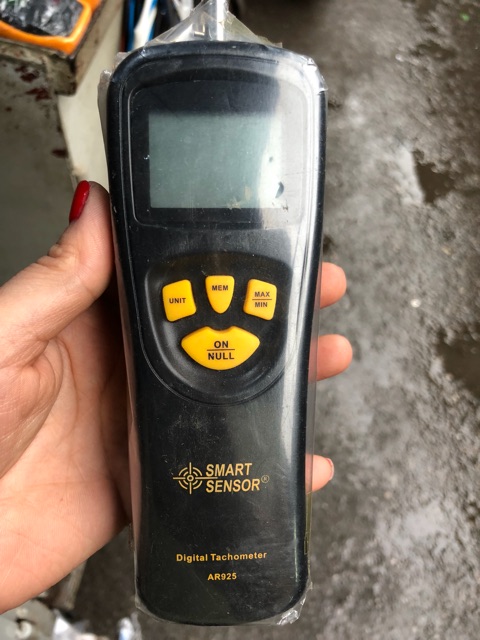 UNIT
MEM
MAX
MIN
ON
NULL
SMART
SENSOR®
Digital Tachometer
AR925